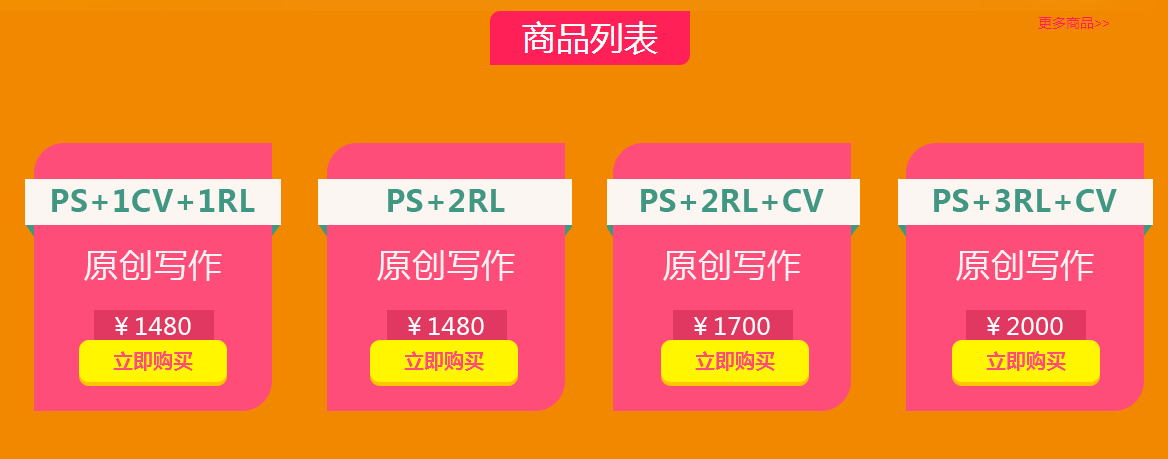 商品列表
更多商品>>
PS+1CV+1RL
原创写作
￥1480
立即购买
PS+2RL
原创写作
￥1480
立即购买
PS+2RL+CV
原创写作
￥1700
立即购买
PS+3RL+CV
原创写作
￥2000
立即购买